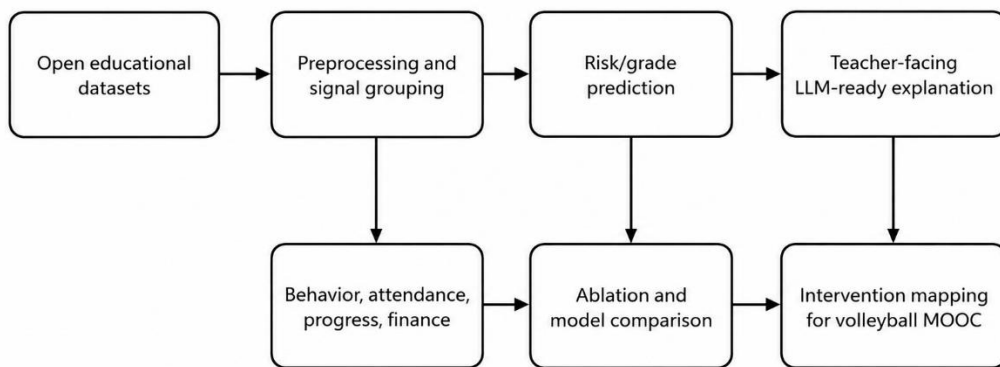 Open educational
datasets
Preprocessing and
signal grouping
Risk/grade
prediction
Teacher-facing
LLM-ready explanation
Behavior, attendance,
progress, finance
Ablation and
model comparison
Intervention mapping
for volleyball MOOC